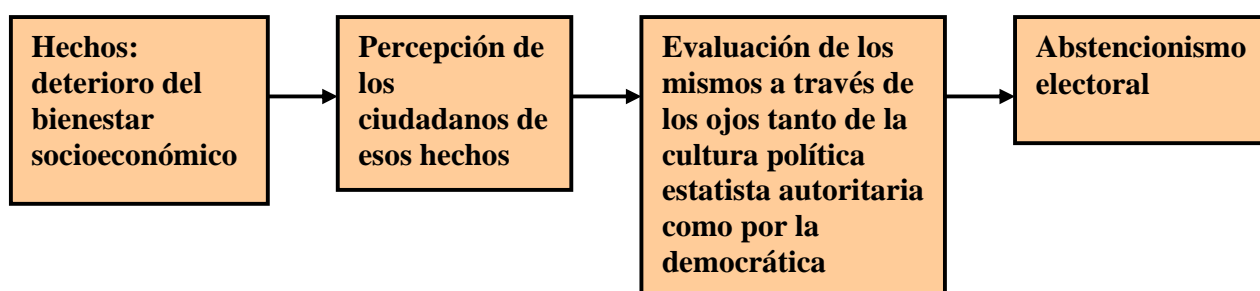 Hechos:
deterioro del
bienestar
socioeconómico
Percepción de
los
ciudadanos de
esos hechos
Evaluación de los
mismos a través de
los ojos tanto de la
cultura política
estatista autoritaria
como por la
democrática
Abstencionismo
electoral